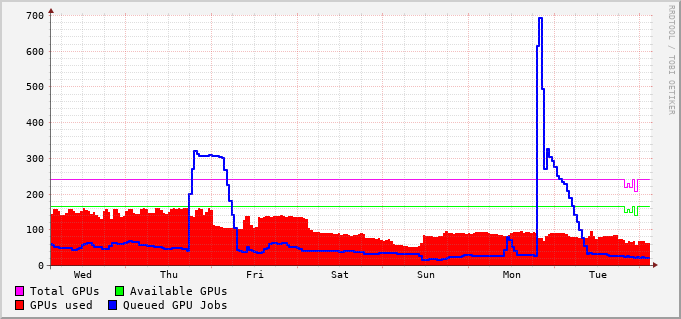 700
600
500
400
300
200
100
0
Wed Thu Fri Sat Sun Mon Tue
Total GPUs Available GPUs
GPUs used Queued GPU Jobs
RRDTOOL / TOBI OETIKER